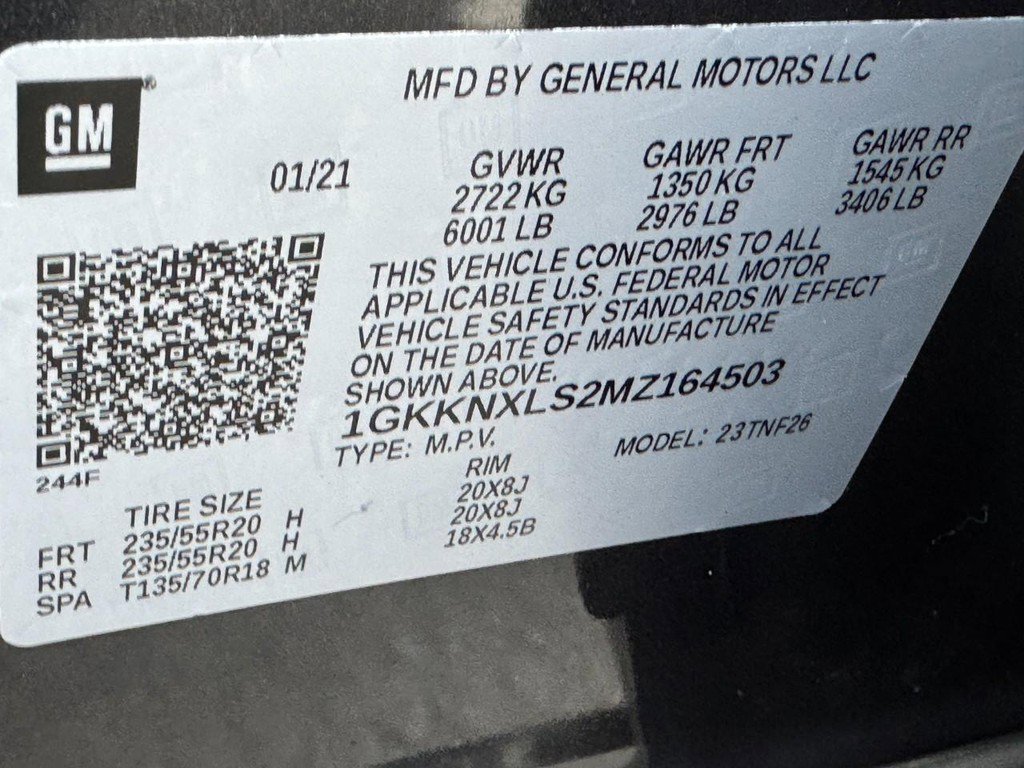 GM®
MFD BY GENERAL MOTORS LLC
01/21
GVWR
2722 KG
6001 LB
GAWR FRT
1350 KG
2976 LB
GAWR RR
1545 KG
3406 LB
THIS VEHICLE CONFORMS TO ALL
APPLICABLE U.S. FEDERAL MOTOR
VEHICLE SAFETY STANDARDS IN EFFECT
ON THE DATE OF MANUFACTURE
SHOWN ABOVE.
1GKKNXLS2MZ164503
TYPE: M.P.V.
MODEL: 23TNF26
244F
TIRE SIZE
RIM
FRT 235/55R20 H 20X8J
RR 235/55R20 H 20X8J
SPA T135/70R18 M 18X4.5B